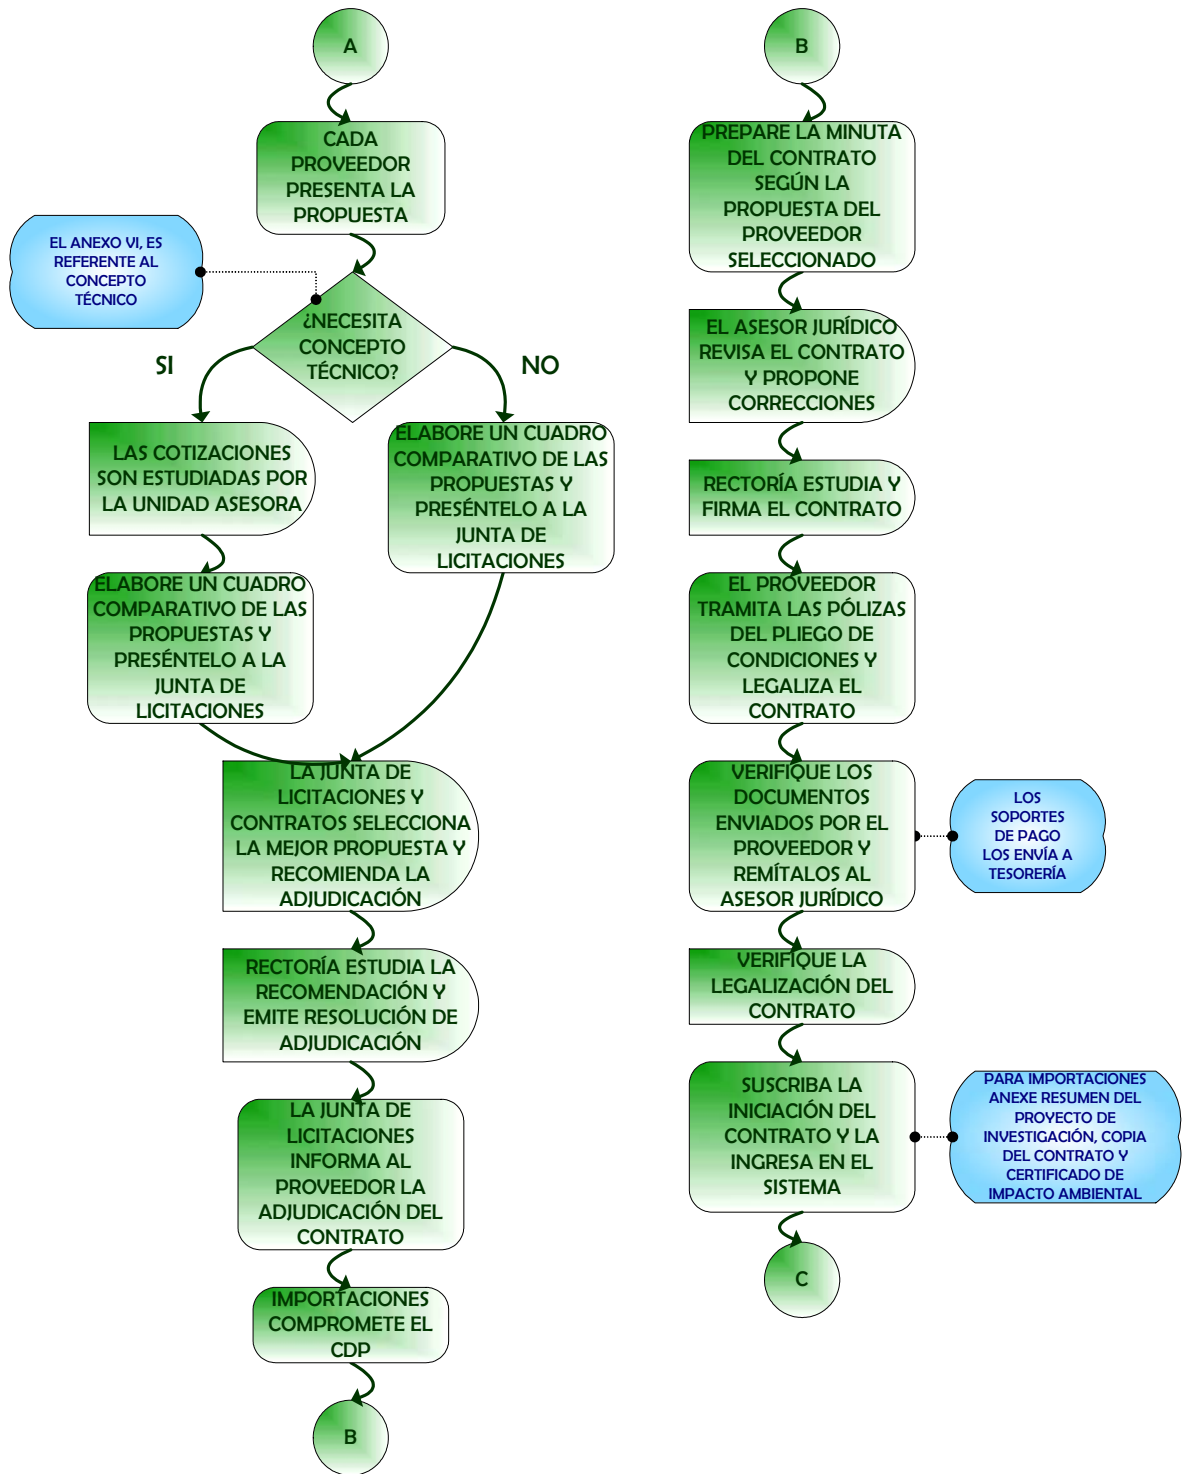 A
CADA
PROVEEDOR
PRESENTA LA
PROPUESTA
EL ANEXO VI, ES
REFERENTE AL
CONCEPTO
TÉCNICO
¿NECESITA
CONCEPTO
TÉCNICO?
SI
NO
LAS COTIZACIONES
SON ESTUDIADAS POR
LA UNIDAD ASESORA
ELABORE UN CUADRO
COMPARATIVO DE LAS
PROPUESTAS Y
PRESÉNTELO A LA
JUNTA DE
LICITACIONES
ELABORE UN CUADRO
COMPARATIVO DE LAS
PROPUESTAS Y
PRESÉNTELO A LA
JUNTA DE
LICITACIONES
LA JUNTA DE
LICITACIONES Y
CONTRATOS SELECCIONA
LA MEJOR PROPUESTA Y
RECOMIENDA LA
ADJUDICACIÓN
RECTORÍA ESTUDIA LA
RECOMENDACIÓN Y
EMITE RESOLUCIÓN DE
ADJUDICACIÓN
LA JUNTA DE
LICITACIONES
INFORMA AL
PROVEEDOR LA
ADJUDICACIÓN DEL
CONTRATO
IMPORTACIONES
COMPROMETE EL
CDP
B
B
PREPARE LA MINUTA
DEL CONTRATO
SEGÚN LA
PROPUESTA DEL
PROVEEDOR
SELECCIONADO
EL ASESOR JURÍDICO
REVISA EL CONTRATO
Y PROPONE
CORRECCIONES
RECTORÍA ESTUDIA Y
FIRMA EL CONTRATO
EL PROVEEDOR
TRAMITA LAS PÓLIZAS
DEL PLIEGO DE
CONDICIONES Y
LEGALIZA EL
CONTRATO
VERIFIQUE LOS
DOCUMENTOS
ENVIADOS POR EL
PROVEEDOR Y
REMÍTALOS AL
ASESOR JURÍDICO
LOS
SOPORTES
DE PAGO
LOS ENVÍA A
TESORERÍA
VERIFIQUE LA
LEGALIZACIÓN DEL
CONTRATO
SUSCRIBA LA
INICIACIÓN DEL
CONTRATO Y LA
INGRESA EN EL
SISTEMA
PARA IMPORTACIONES
ANEXE RESUMEN DEL
PROYECTO DE
INVESTIGACIÓN, COPIA
DEL CONTRATO Y
CERTIFICADO DE
IMPACTO AMBIENTAL
C